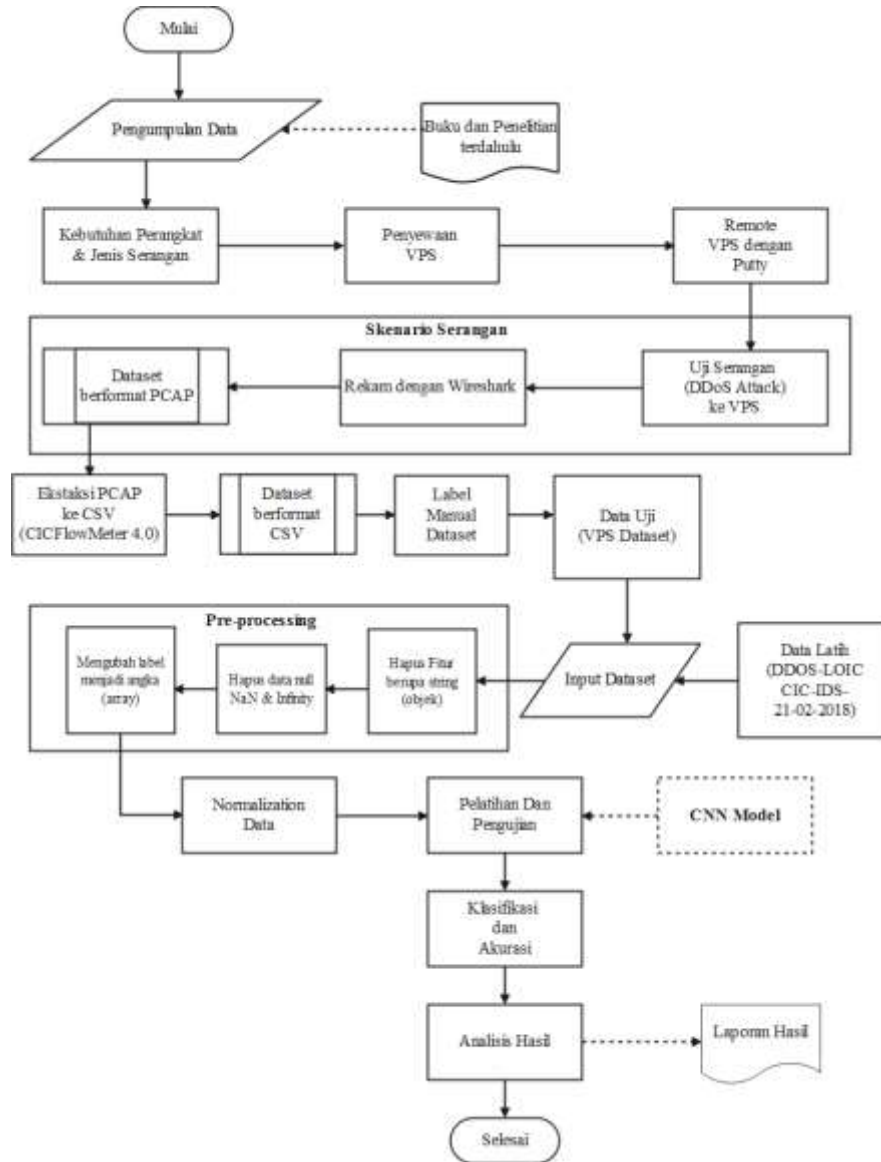 Mulai
Pengumpulan Data
Buku dan Penelitian
terdahulu
Kebutuhan Perangkat
& Jenis Serangan
Penyewaan
VPS
Remote
VPS dengan
Putty
Skenario Serangan
Dataset
berformat PCAP
Rekam dengan Wireshark
Uji Serangan
(DDoS Attack)
ke VPS
Ekstaksi PCAP
ke CSV
(CICFlowMeter 4.0)
Dataset
berformat
CSV
Label
Manual
Dataset
Data Uji
(VPS Dataset)
Pre-processing
Mengubah label
menjadi angka
(array)
Hapus data null
NaN & Infinity
Hapus Fitur
berupa string
(objek)
Input Dataset
Data Latih
(DDOS-LOIC
CIC-IDS-
21-02-2018)
Normalization
Data
Pelatihan Dan
Pengujian
CNN Model
Klasifikasi
dan
Akurasi
Analisis Hasil
Laporan Hasil
Selesai